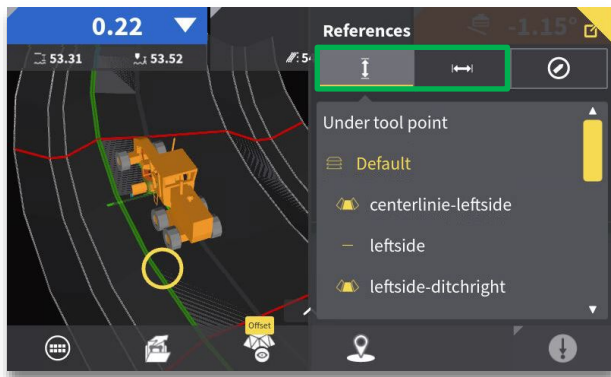 0.22
53.31
53.52
54
References
-1.15°
Under tool point
Default
centerlinie-leftside
leftside
leftside-ditchright
Offset